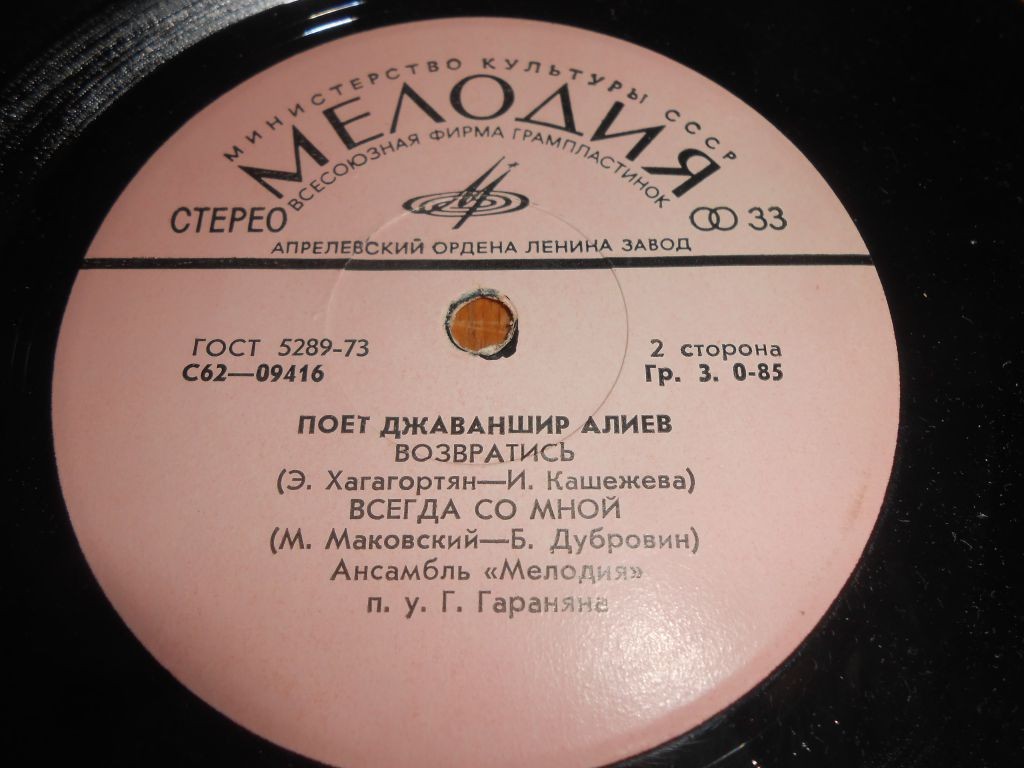 МИНИСТЕРСТВО КУЛЬТУРЫ СССР
МЕЛОДИЯ
ВСЕСОЮЗНАЯ ФИРМА ГРАМПЛАСТИНОК
СТЕРЕО 33
АПРЕЛЕВСКИЙ ОРДЕНА ЛЕНИНА ЗАВОД
ГОСТ 5289-73 2 сторона
С62—09416 Гр. 3. 0-85
ПОЕТ ДЖАВАНШИР АЛИЕВ
ВОЗВРАТИСЬ
(Э. Хагагортян—И. Кашежева)
ВСЕГДА СО МНОЙ
(М. Маковский—Б. Дубровин)
Ансамбль «Мелодия»
п. у. Г. Гараняна